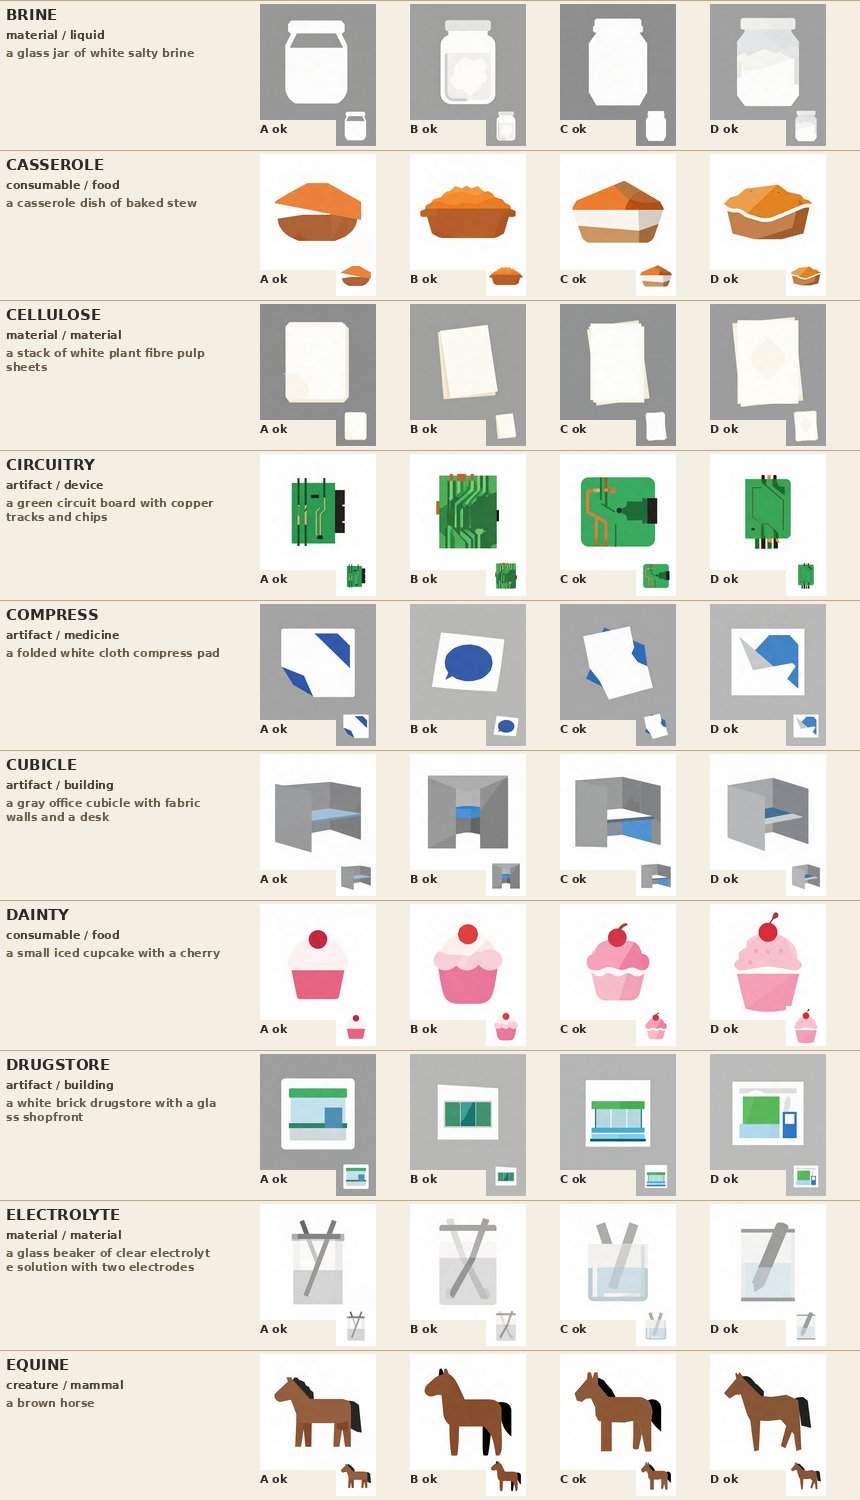 BRINE
material / liquid
a glass jar of white salty brine
A ok
B ok
C ok
D ok
CASSEROLE
consumable / food
a casserole dish of baked stew
A ok
B ok
C ok
D ok
CELLULOSE
material / material
a stack of white plant fibre pulp
sheets
A ok
B ok
C ok
D ok
CIRCUITRY
artifact / device
a green circuit board with copper
tracks and chips
A ok
B ok
C ok
D ok
COMPRESS
artifact / medicine
a folded white cloth compress pad
A ok
B ok
C ok
D ok
CUBICLE
artifact / building
a gray office cubicle with fabric
walls and a desk
A ok
B ok
C ok
D ok
DAINTY
consumable / food
a small iced cupcake with a cherry
A ok
B ok
C ok
D ok
DRUGSTORE
artifact / building
a white brick drugstore with a gla
ss shopfront
A ok
B ok
C ok
D ok
ELECTROLYTE
material / material
a glass beaker of clear electrolyt
e solution with two electrodes
A ok
B ok
C ok
D ok
EQUINE
creature / mammal
a brown horse
A ok
B ok
C ok
D ok